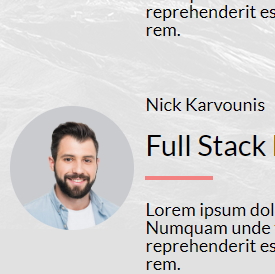 reprehenderit es
rem.
Nick Karvounis
Full Stack
Lorem ipsum dol
Numquam unde
reprehenderit es
rem.